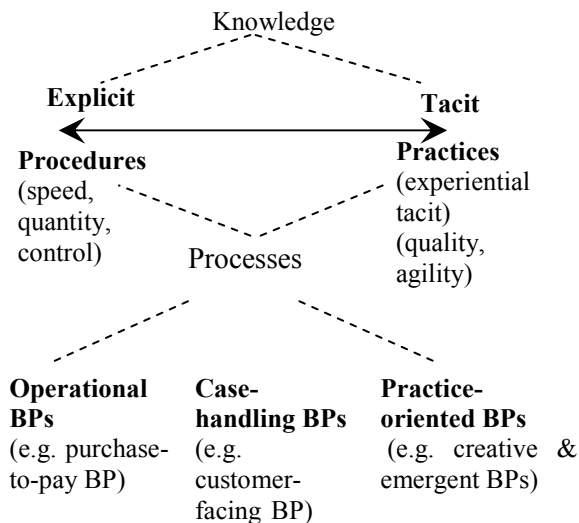 Knowledge
Explicit
Tacit
Procedures
(speed,
quantity,
control)
Practices
(experiential
tacit)
(quality,
agility)
Processes
Operational
BPs
(e.g. purchase-
to-pay BP)
Case-
handling BPs
(e.g.
customer-
facing BP)
Practice-
oriented BPs
(e.g. creative &
emergent BPs)